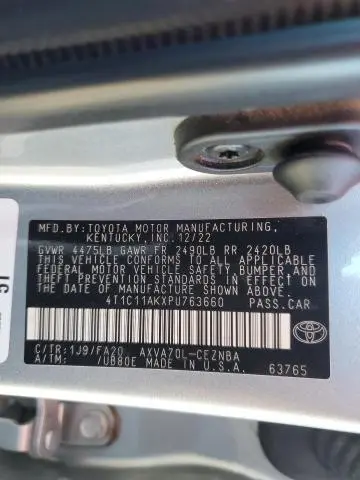 MFD.BY:TOYOTA MOTOR MANUFACTURING,
KENTUCKY, INC. 12/22
GVWR 4475LB GAWR FR 2490LB RR 2420LB
THIS VEHICLE CONFORMS TO ALL APPLICABLE
FEDERAL MOTOR VEHICLE SAFETY, BUMPER, AND
THEFT PREVENTION STANDARDS IN EFFECT ON
THE DATE OF MANUFACTURE SHOWN ABOVE.
4T1C11AKXPU763660 PASS.CAR
C/TR:1J9/FA20 AXVA70L-CEZNBA
A/TM: /UB80E MADE IN U.S.A. 63765
TOYOTA